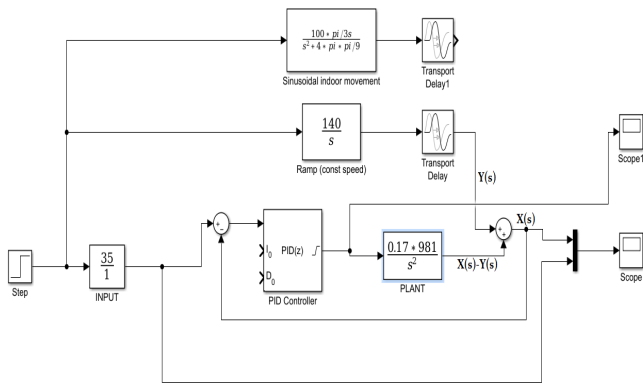 100 * pi/3s
s² + 4 * pi * pi/9
Sinusoidal indoor movement
Transport
Delay1
140
s
Ramp (const speed)
Transport
Delay
Scope1
Y(s)
X(s)
+
-
I₀
D₀
PID(z)
PID Controller
0.17 * 981
s²
PLANT
+
+
X(s)-Y(s)
Step
35
1
INPUT
Scope